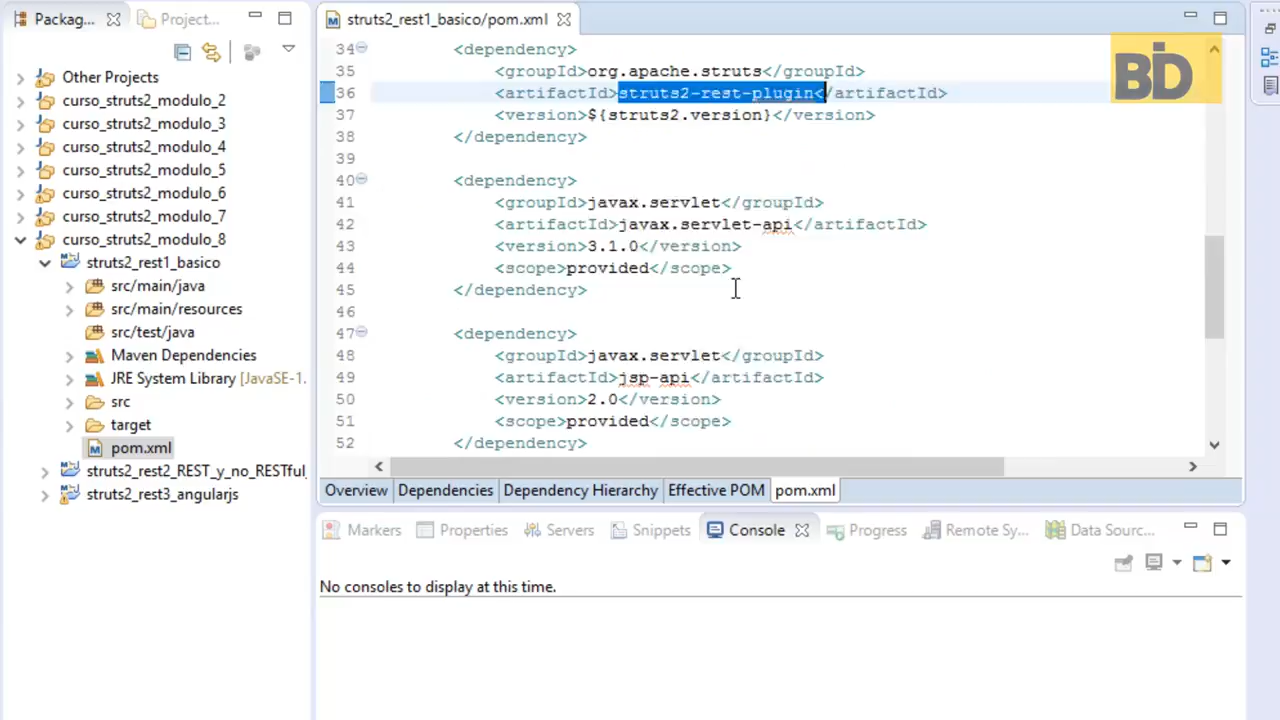 Packag...
Project...
Other Projects
curso_struts2_modulo_2
curso_struts2_modulo_3
curso_struts2_modulo_4
curso_struts2_modulo_5
curso_struts2_modulo_6
curso_struts2_modulo_7
curso_struts2_modulo_8
struts2_rest1_basico
src/main/java
src/main/resources
src/test/java
Maven Dependencies
JRE System Library [JavaSE-1.
src
target
pom.xml
struts2_rest2_REST_y_no_RESTful_
struts2_rest3_angularjs
struts2_rest1_basico/pom.xml
BD
34 <dependency>
35 <groupId>org.apache.struts</groupId>
36 <artifactId>struts2-rest-plugin</artifactId>
37 <version>${struts2.version}</version>
38 </dependency>
39
40 <dependency>
41 <groupId>javax.servlet</groupId>
42 <artifactId>javax.servlet-api</artifactId>
43 <version>3.1.0</version>
44 <scope>provided</scope>
45 </dependency>
46
47 <dependency>
48 <groupId>javax.servlet</groupId>
49 <artifactId>jsp-api</artifactId>
50 <version>2.0</version>
51 <scope>provided</scope>
52 </dependency>
Overview Dependencies Dependency Hierarchy Effective POM pom.xml
Markers Properties Servers Snippets Console Progress Remote Sy... Data Sourc...
No consoles to display at this time.